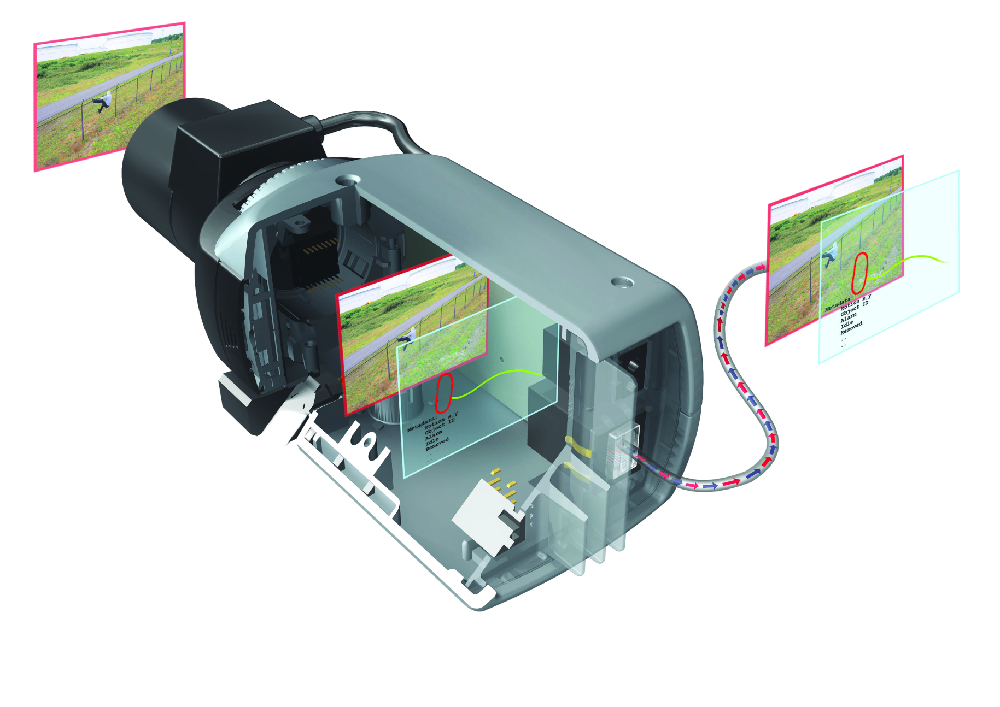 Metadata:
Motion x,y
Object ID
Alarm
Idle
Removed
..
..
Metadata:
Motion x,y
Object ID
Alarm
Idle
Removed
..
..